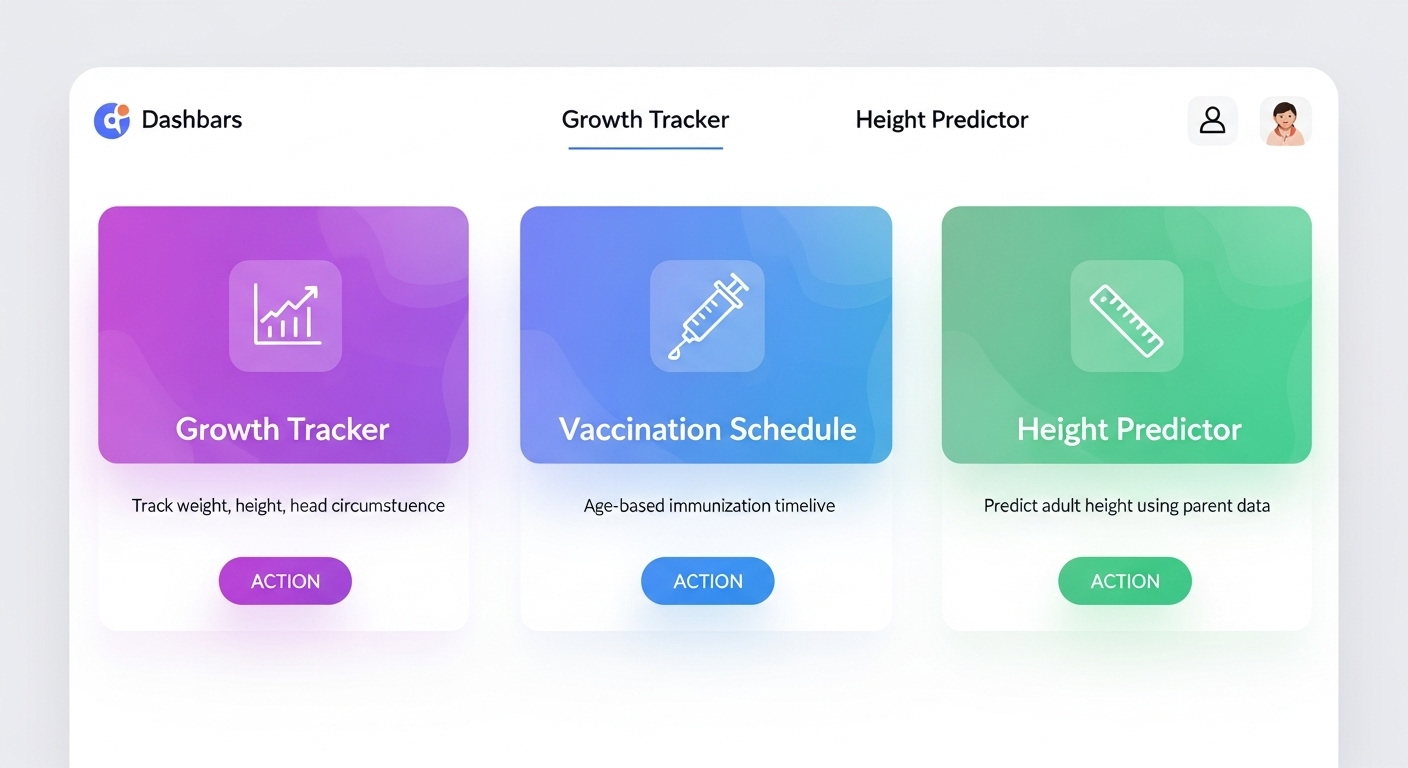 Dashbars
Growth Tracker
Height Predictor
Growth Tracker
Track weight, height, head circumstuence
ACTION
Vaccination Schedule
Age-based immunization timelive
ACTION
Height Predictor
Predict adult height using parent data
ACTION